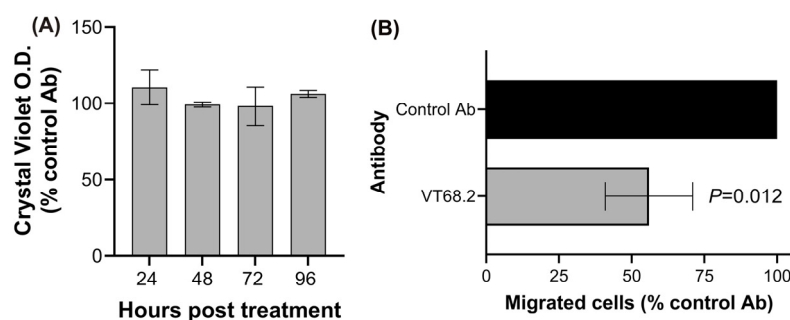 (A)
Crystal Violet O.D.
(% control Ab)
150
100
50
0
24 48 72 96
Hours post treatment
(B)
Antibody
Control Ab
VT68.2
P=0.012
0 25 50 75 100
Migrated cells (% control Ab)